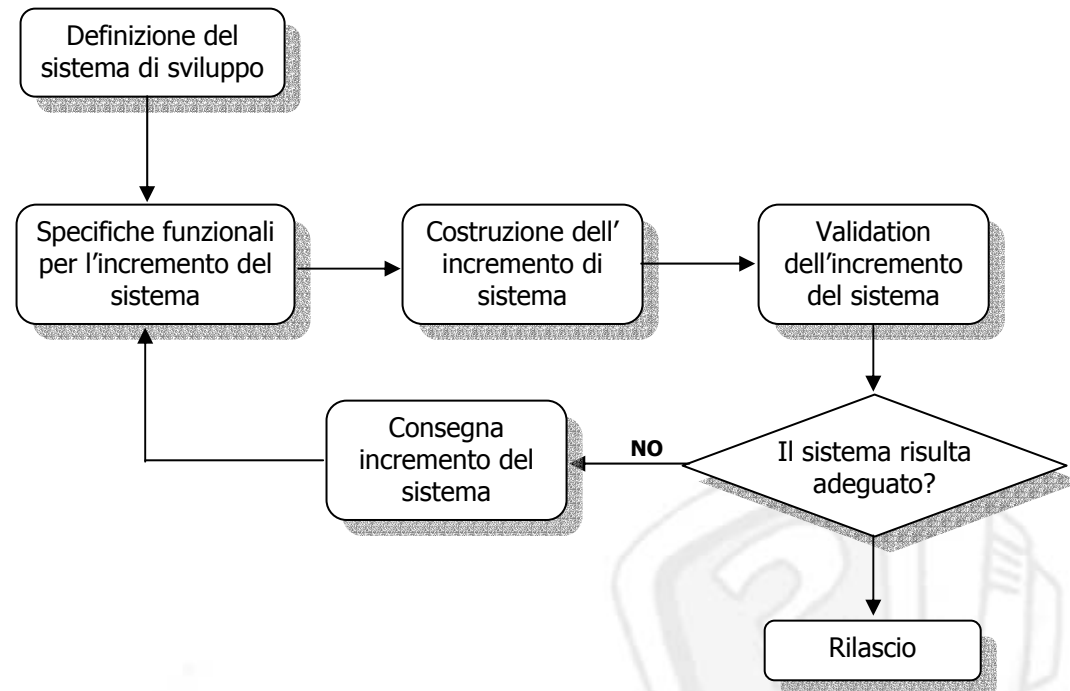 Definizione del
sistema di sviluppo
Specifiche funzionali
per l'incremento del
sistema
Costruzione dell'
incremento di
sistema
Validation
dell'incremento
del sistema
Consegna
incremento del
sistema
NO
Il sistema risulta
adeguato?
Rilascio